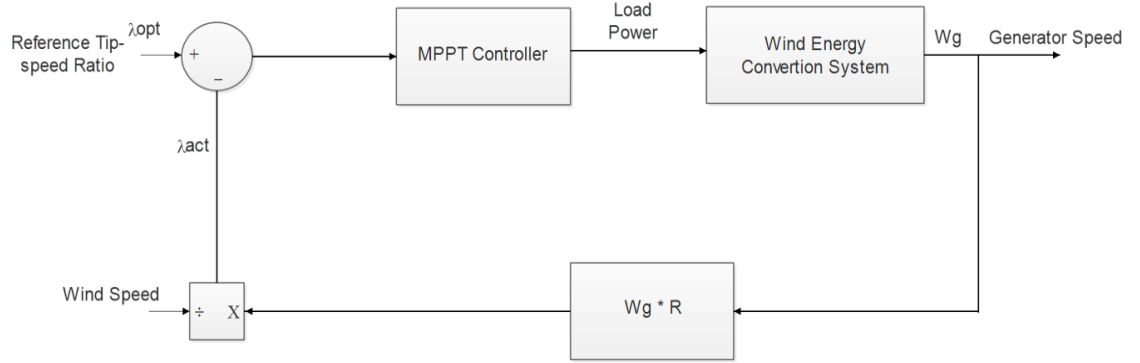 λopt
Reference Tip-
speed Ratio
+
−
MPPT Controller
Load
Power
Wind Energy
Convertion System
Wg
Generator Speed
λact
Wind Speed
÷ X
Wg * R